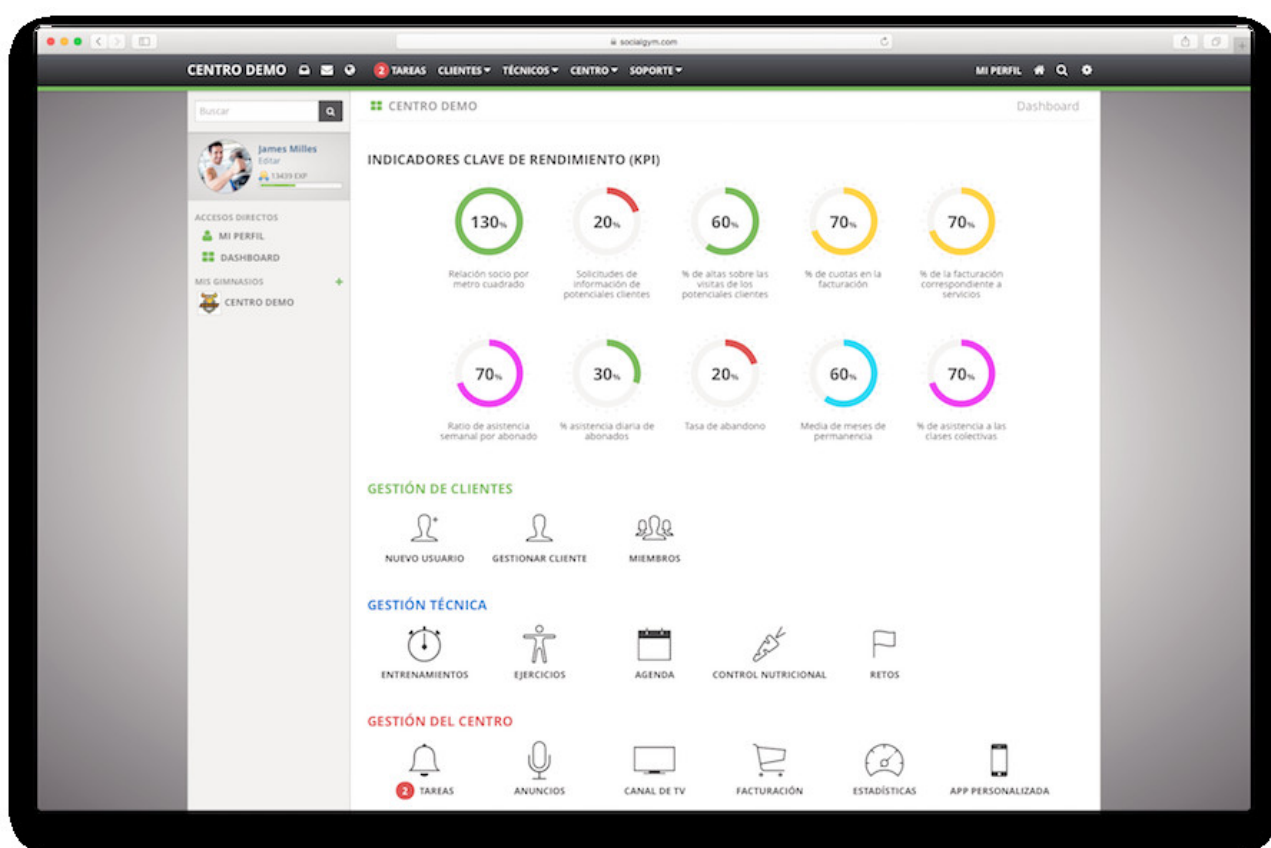 socialgym.com
CENTRO DEMO 2 TAREAS CLIENTES TÉCNICOS CENTRO SOPORTE MI PERFIL
Buscar
CENTRO DEMO Dashboard
James Milles
Editar
13439 EXP
ACCESOS DIRECTOS
MI PERFIL
DASHBOARD
MIS GIMNASIOS +
CENTRO DEMO
INDICADORES CLAVE DE RENDIMIENTO (KPI)
130% 20% 60% 70% 70%
Relación socio por
metro cuadrado
Solicitudes de
información de
potenciales clientes
% de altas sobre las
visitas de los
potenciales clientes
% de cuotas en la
facturación
% de la facturación
correspondiente a
servicios
70% 30% 20% 60% 70%
Ratio de asistencia
semanal por abonado
% asistencia diaria de
abonados
Tasa de abandono
Media de meses de
permanencia
% de asistencia a las
clases colectivas
GESTIÓN DE CLIENTES
NUEVO USUARIO GESTIONAR CLIENTE MIEMBROS
GESTIÓN TÉCNICA
ENTRENAMIENTOS EJERCICIOS AGENDA CONTROL NUTRICIONAL RETOS
GESTIÓN DEL CENTRO
2 TAREAS ANUNCIOS CANAL DE TV FACTURACIÓN ESTADÍSTICAS APP PERSONALIZADA